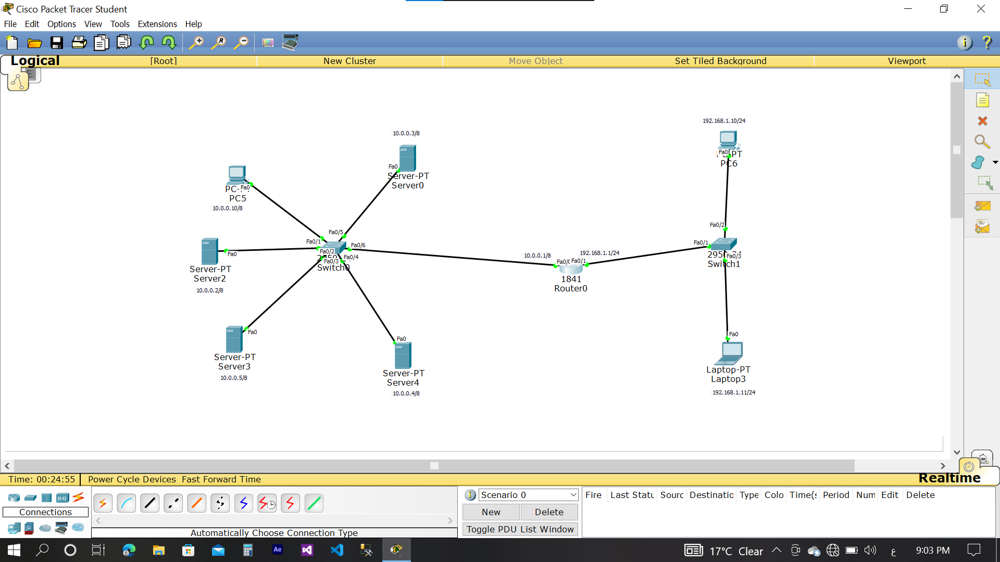 Cisco Packet Tracer Student
File Edit Options View Tools Extensions Help
Logical [Root] New Cluster Move Object Set Tiled Background Viewport
192.168.1.10/24
10.0.0.3/8
Fa0
PT
PC6
Fa0
Server-PT
Server0
PC-
Fa0
PC5
10.0.0.10/8
Fa0/5
Fa0/1
Fa0/6
Fa0/2
Fa0/4
Fa0/3
Switch0
Fa0
Server-PT
Server2
10.0.0.2/8
10.0.0.1/8
192.168.1.1/24
Fa0/1
1841
Router0
Fa0/2
Fa0/1
Fa0/3
Switch1
Fa0
Server-PT
Server3
10.0.0.5/8
Fa0
Server-PT
Server4
10.0.0.4/8
Fa0
Laptop-PT
Laptop3
192.168.1.11/24
Time: 00:24:55 Power Cycle Devices Fast Forward Time Realtime
Connections
Automatically Choose Connection Type
Scenario 0
New Delete
Toggle PDU List Window
Fire Last Statu Sourc Destinatio Type Colo Time(s Period Num Edit Delete
Ae
17°C Clear ع 9:03 PM